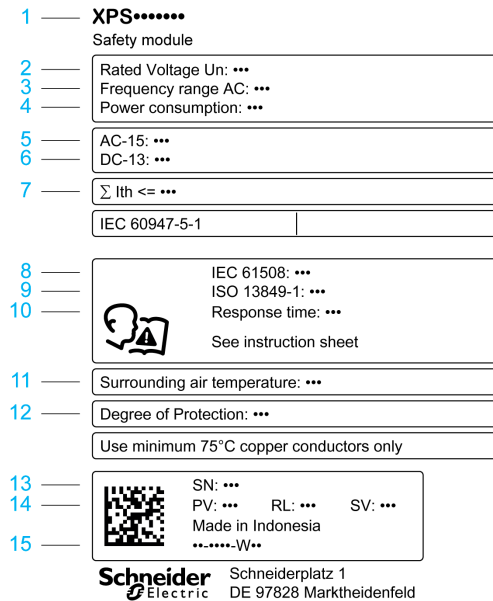 1 XPS•••••••
Safety module
2 Rated Voltage Un: •••
3 Frequency range AC: •••
4 Power consumption: •••
5 AC-15: •••
6 DC-13: •••
7 ∑ Ith <= •••
IEC 60947-5-1
8 IEC 61508: •••
9 ISO 13849-1: •••
10 Response time: •••
See instruction sheet
11 Surrounding air temperature: •••
12 Degree of Protection: •••
Use minimum 75°C copper conductors only
13 SN: •••
14 PV: ••• RL: ••• SV: •••
Made in Indonesia
15 ••-••••-W••
Schneider Schneiderplatz 1
Electric DE 97828 Marktheidenfeld